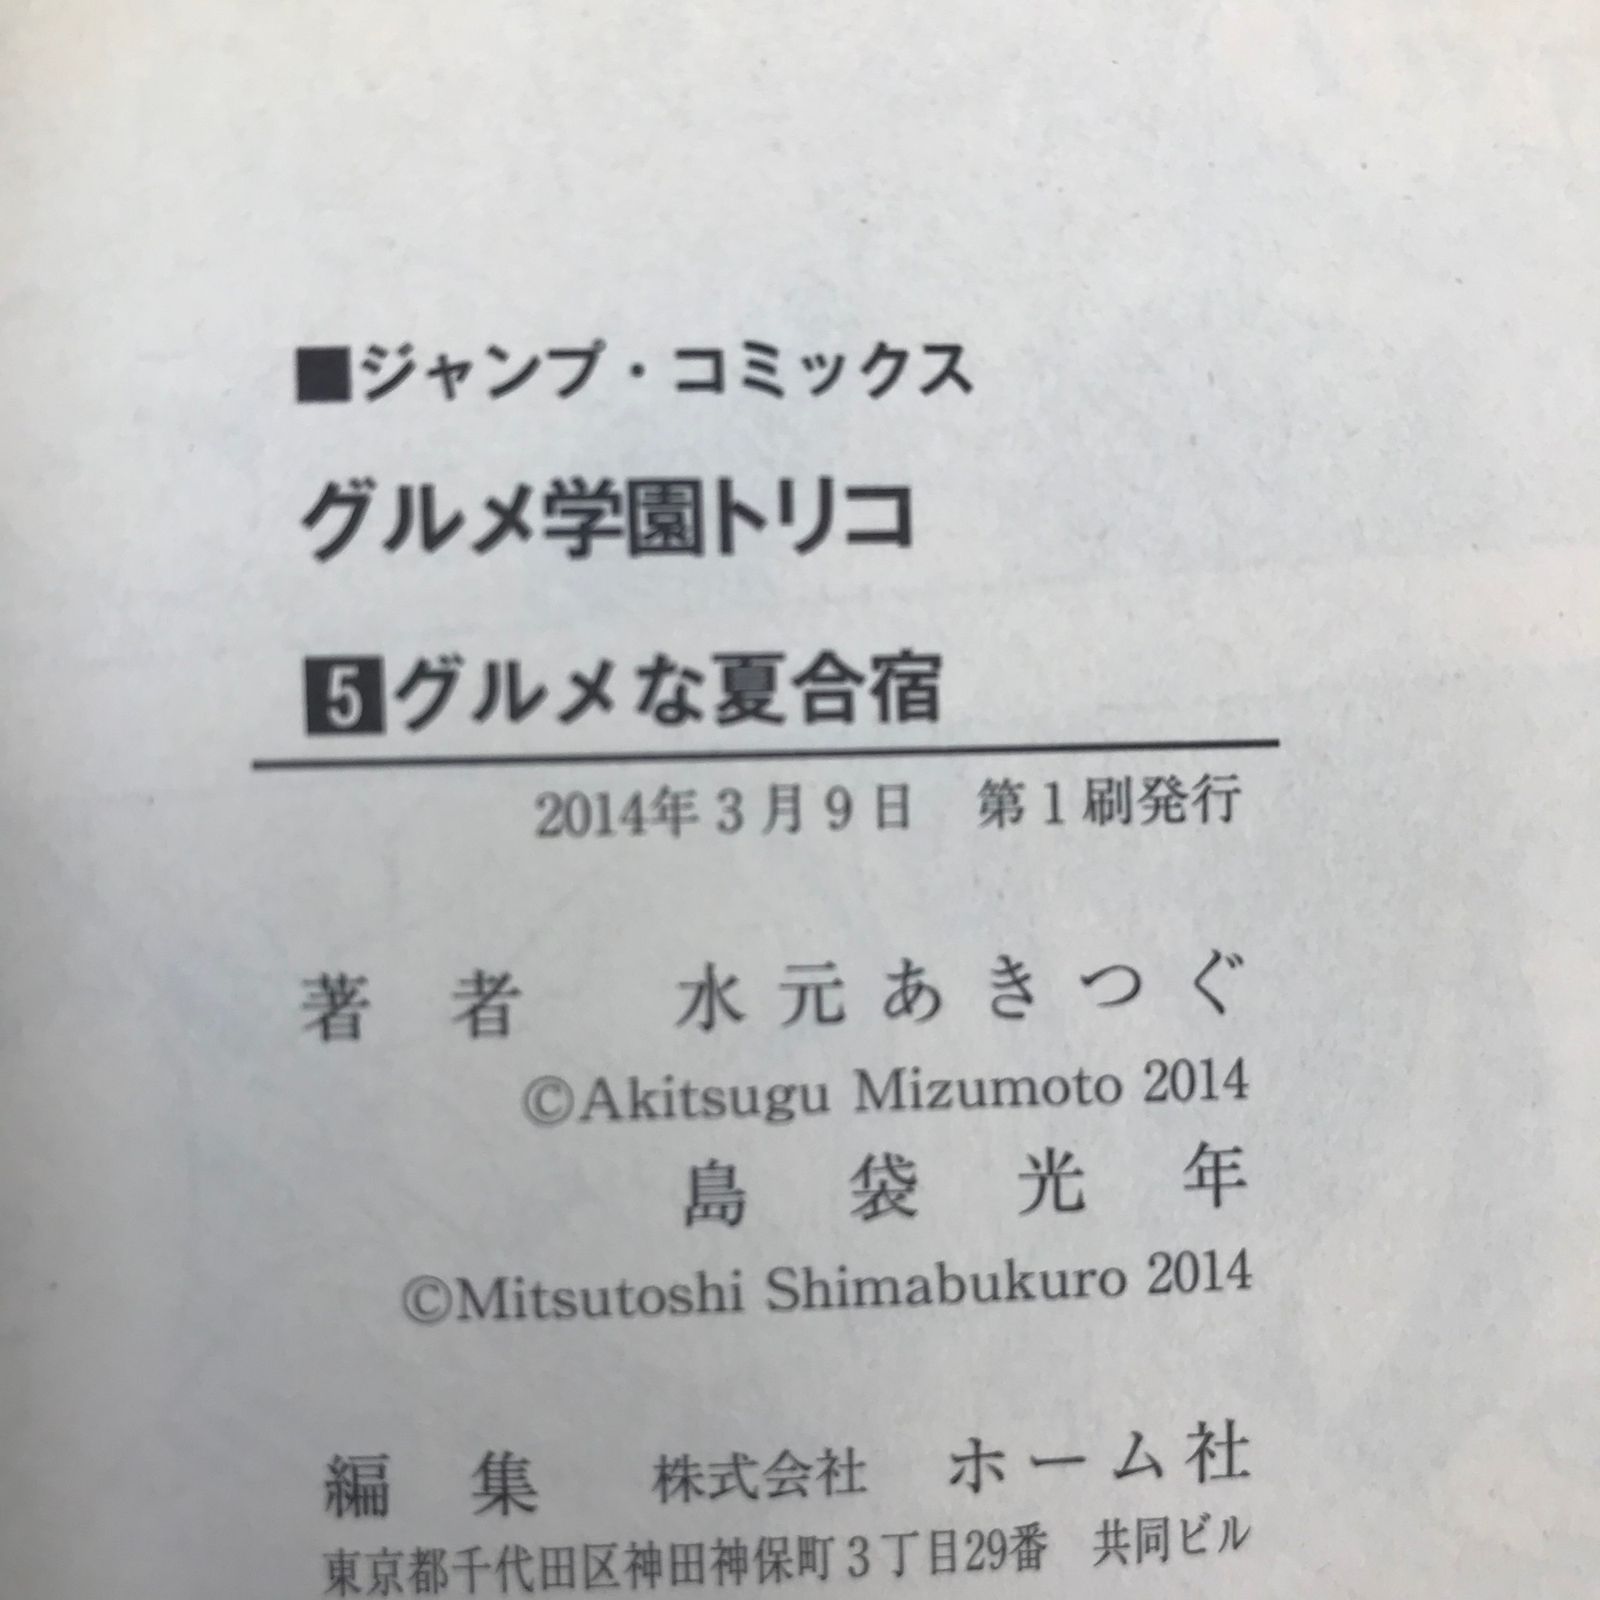 ■ジャンプ・コミックス
グルメ学園トリコ
5グルメな夏合宿
2014年3月9日 第1刷発行
著者 水元あきつぐ
©Akitsugu Mizumoto 2014
島袋光年
©Mitsutoshi Shimabukuro 2014
編集 株式会社 ホーム社
東京都千代田区神田神保町3丁目29番 共同ビル